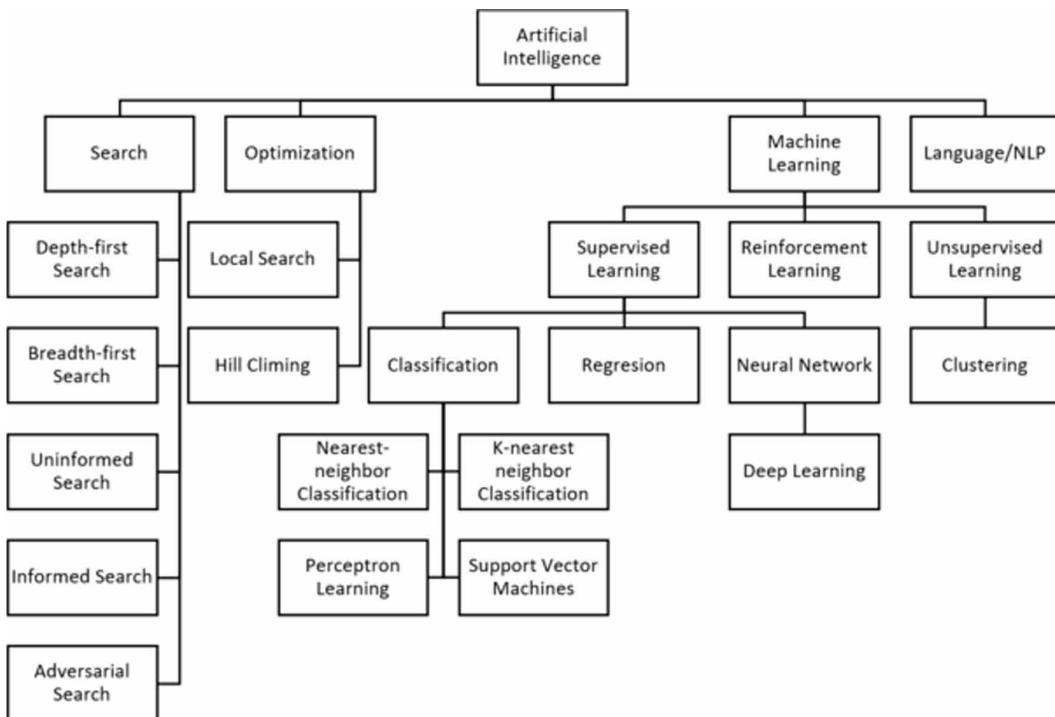 Artificial
Intelligence
Search
Optimization
Machine
Learning
Language/NLP
Depth-first
Search
Local Search
Supervised
Learning
Reinforcement
Learning
Unsupervised
Learning
Breadth-first
Search
Hill Climing
Classification
Regresion
Neural Network
Clustering
Uninformed
Search
Nearest-
neighbor
Classification
K-nearest
neighbor
Classification
Deep Learning
Informed Search
Perceptron
Learning
Support Vector
Machines
Adversarial
Search